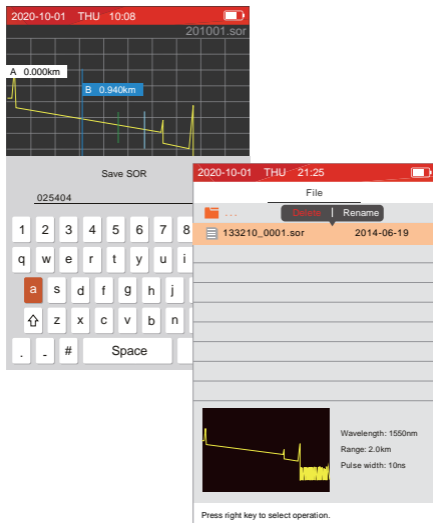 2020-10-01 THU 10:08
201001.sor
A 0.000km
B 0.940km
Save SOR
025404
1 2 3 4 5 6 7 8
q w e r t y u i
a s d f g h j
z x c v b n
. - # Space
2020-10-01 THU 21:25
File
... Delete | Rename
133210_0001.sor 2014-06-19
Wavelength: 1550nm
Range: 2.0km
Pulse width: 10ns
Press right key to select operation.